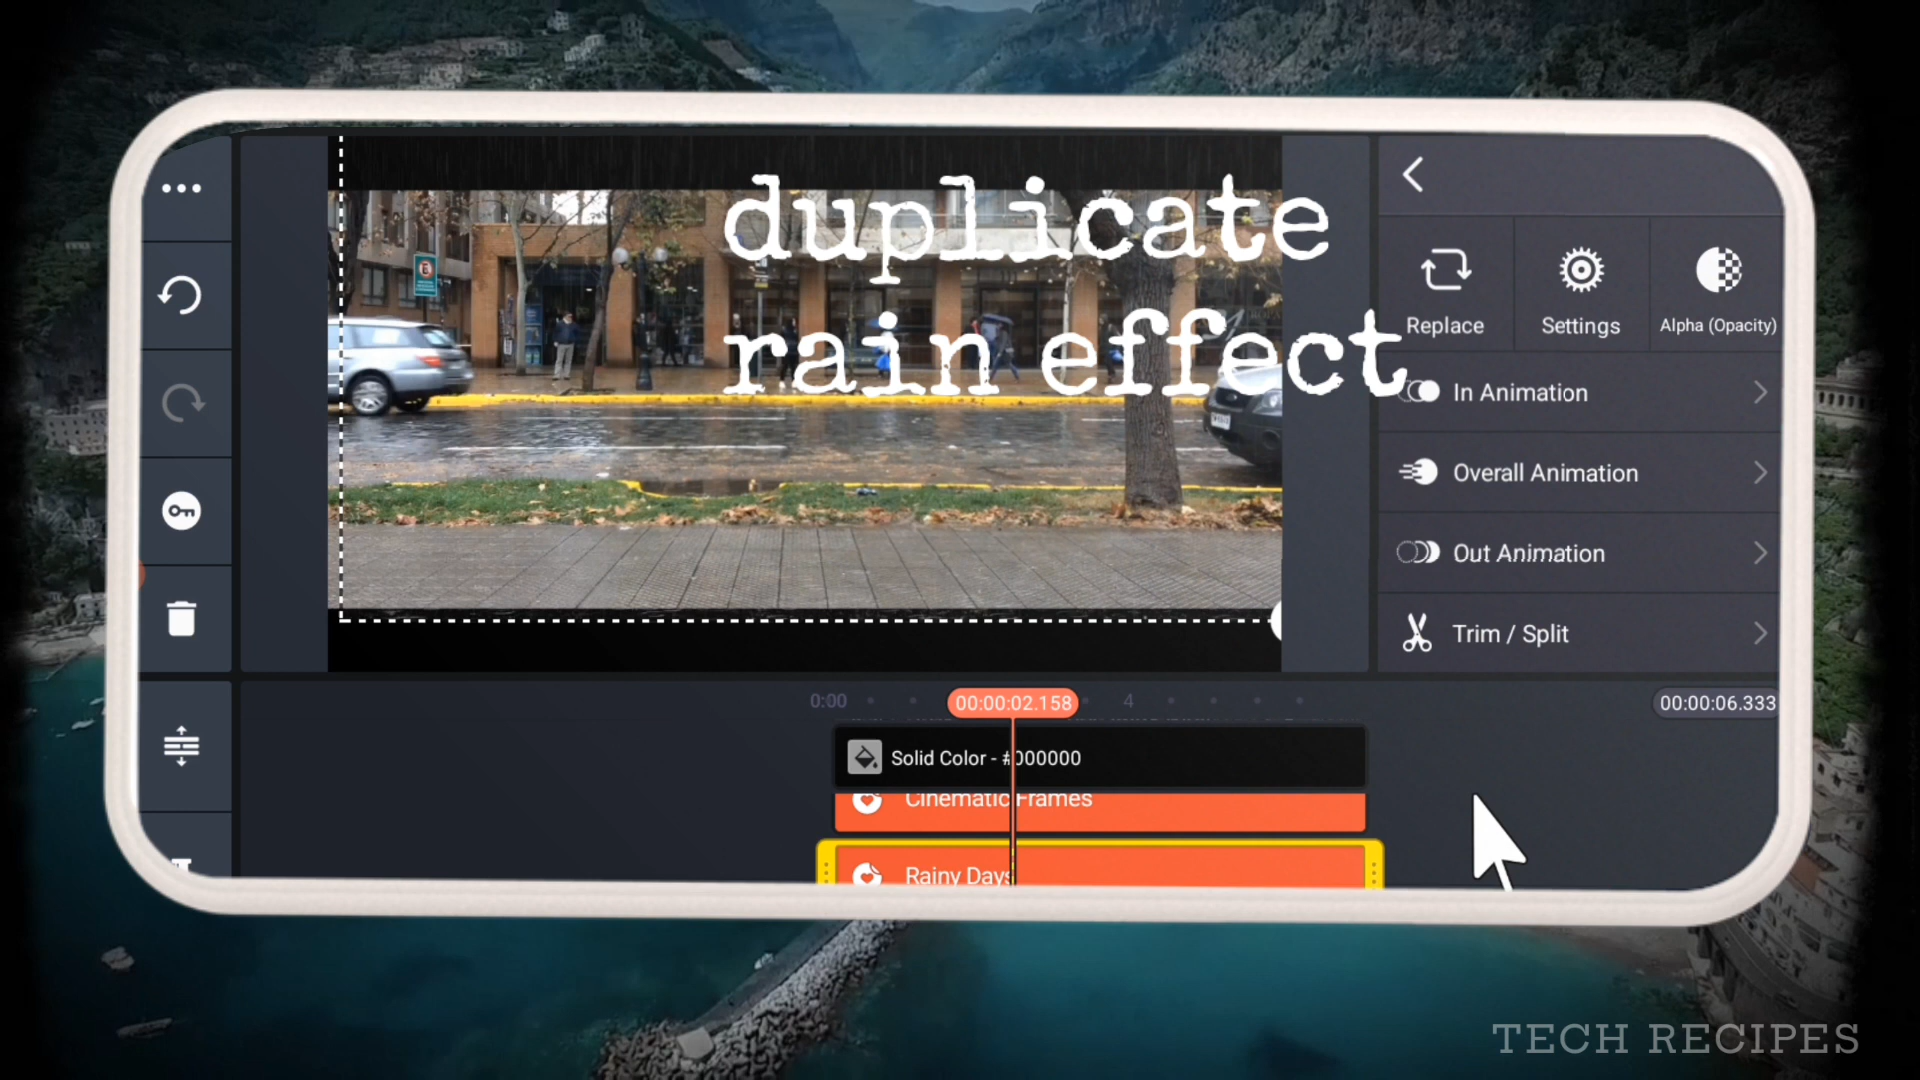 duplicate
rain effect
Replace
Settings
Alpha (Opacity)
In Animation
Overall Animation
Out Animation
Trim / Split
0:00
00:00:02.158
4
00:00:06.333
Solid Color - #000000
Cinematic Frames
Rainy Days
TECH RECIPES